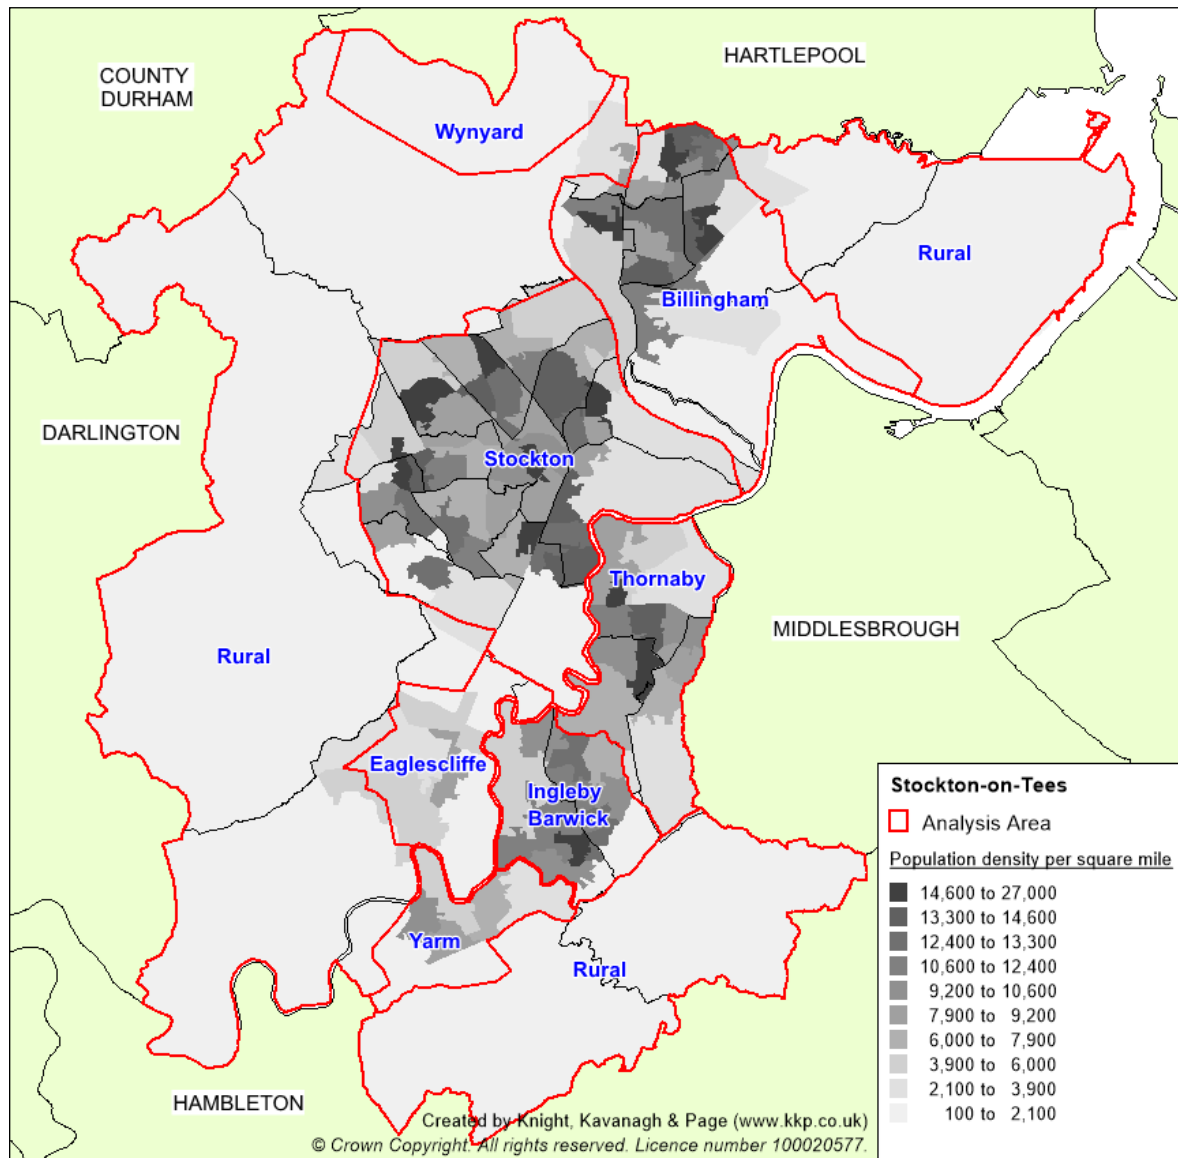 HARTLEPOOL
COUNTY
DURHAM
Wynyard
Rural
Billingham
DARLINGTON
Stockton
Thornaby
MIDDLESBROUGH
Rural
Eaglescliffe
Ingleby
Barwick
Yarm
Rural
HAMBLETON
Stockton-on-Tees
Analysis Area
Population density per square mile
14,600 to 27,000
13,300 to 14,600
12,400 to 13,300
10,600 to 12,400
9,200 to 10,600
7,900 to 9,200
6,000 to 7,900
3,900 to 6,000
2,100 to 3,900
100 to 2,100
Created by Knight, Kavanagh & Page (www.kkp.co.uk)
© Crown Copyright. All rights reserved. Licence number 100020577.